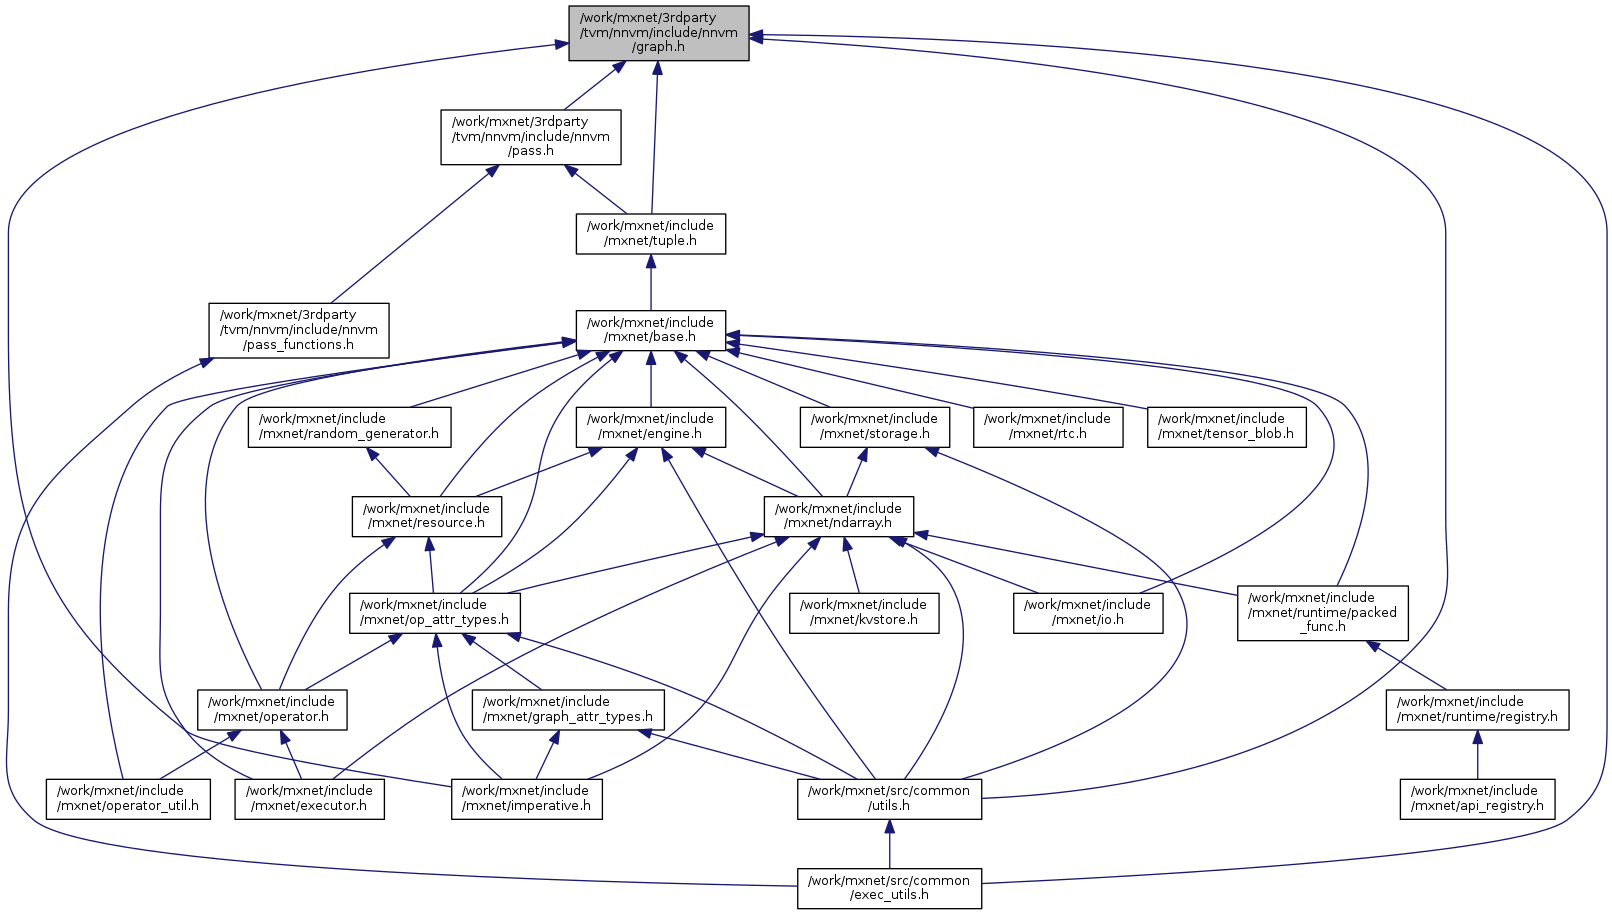 /work/mxnet/3rdparty
/tvm/nnvm/include/nnvm
/graph.h
/work/mxnet/3rdparty
/tvm/nnvm/include/nnvm
/pass.h
/work/mxnet/include
/mxnet/tuple.h
/work/mxnet/3rdparty
/tvm/nnvm/include/nnvm
/pass_functions.h
/work/mxnet/include
/mxnet/base.h
/work/mxnet/include
/mxnet/random_generator.h
/work/mxnet/include
/mxnet/engine.h
/work/mxnet/include
/mxnet/storage.h
/work/mxnet/include
/mxnet/rtc.h
/work/mxnet/include
/mxnet/tensor_blob.h
/work/mxnet/include
/mxnet/resource.h
/work/mxnet/include
/mxnet/ndarray.h
/work/mxnet/include
/mxnet/op_attr_types.h
/work/mxnet/include
/mxnet/kvstore.h
/work/mxnet/include
/mxnet/io.h
/work/mxnet/include
/mxnet/runtime/packed
_func.h
/work/mxnet/include
/mxnet/operator.h
/work/mxnet/include
/mxnet/graph_attr_types.h
/work/mxnet/include
/mxnet/runtime/registry.h
/work/mxnet/include
/mxnet/operator_util.h
/work/mxnet/include
/mxnet/executor.h
/work/mxnet/include
/mxnet/imperative.h
/work/mxnet/src/common
/utils.h
/work/mxnet/include
/mxnet/api_registry.h
/work/mxnet/src/common
/exec_utils.h